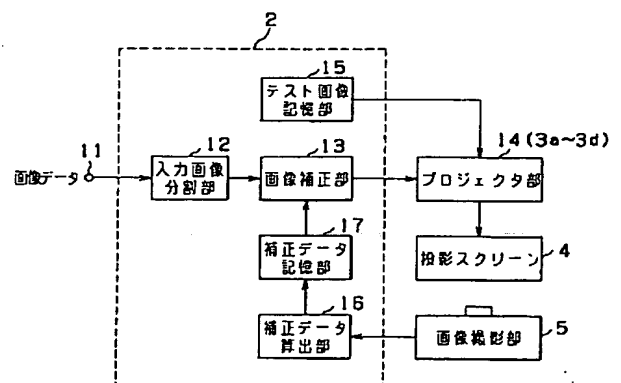 2
15
テスト画像
記憶部
14(3a~3d)
11
12
13
画像データ
入力画像
分割部
画像補正部
プロジェクタ部
17
補正データ
記憶部
投影スクリーン
4
16
補正データ
算出部
画像撮影部
5